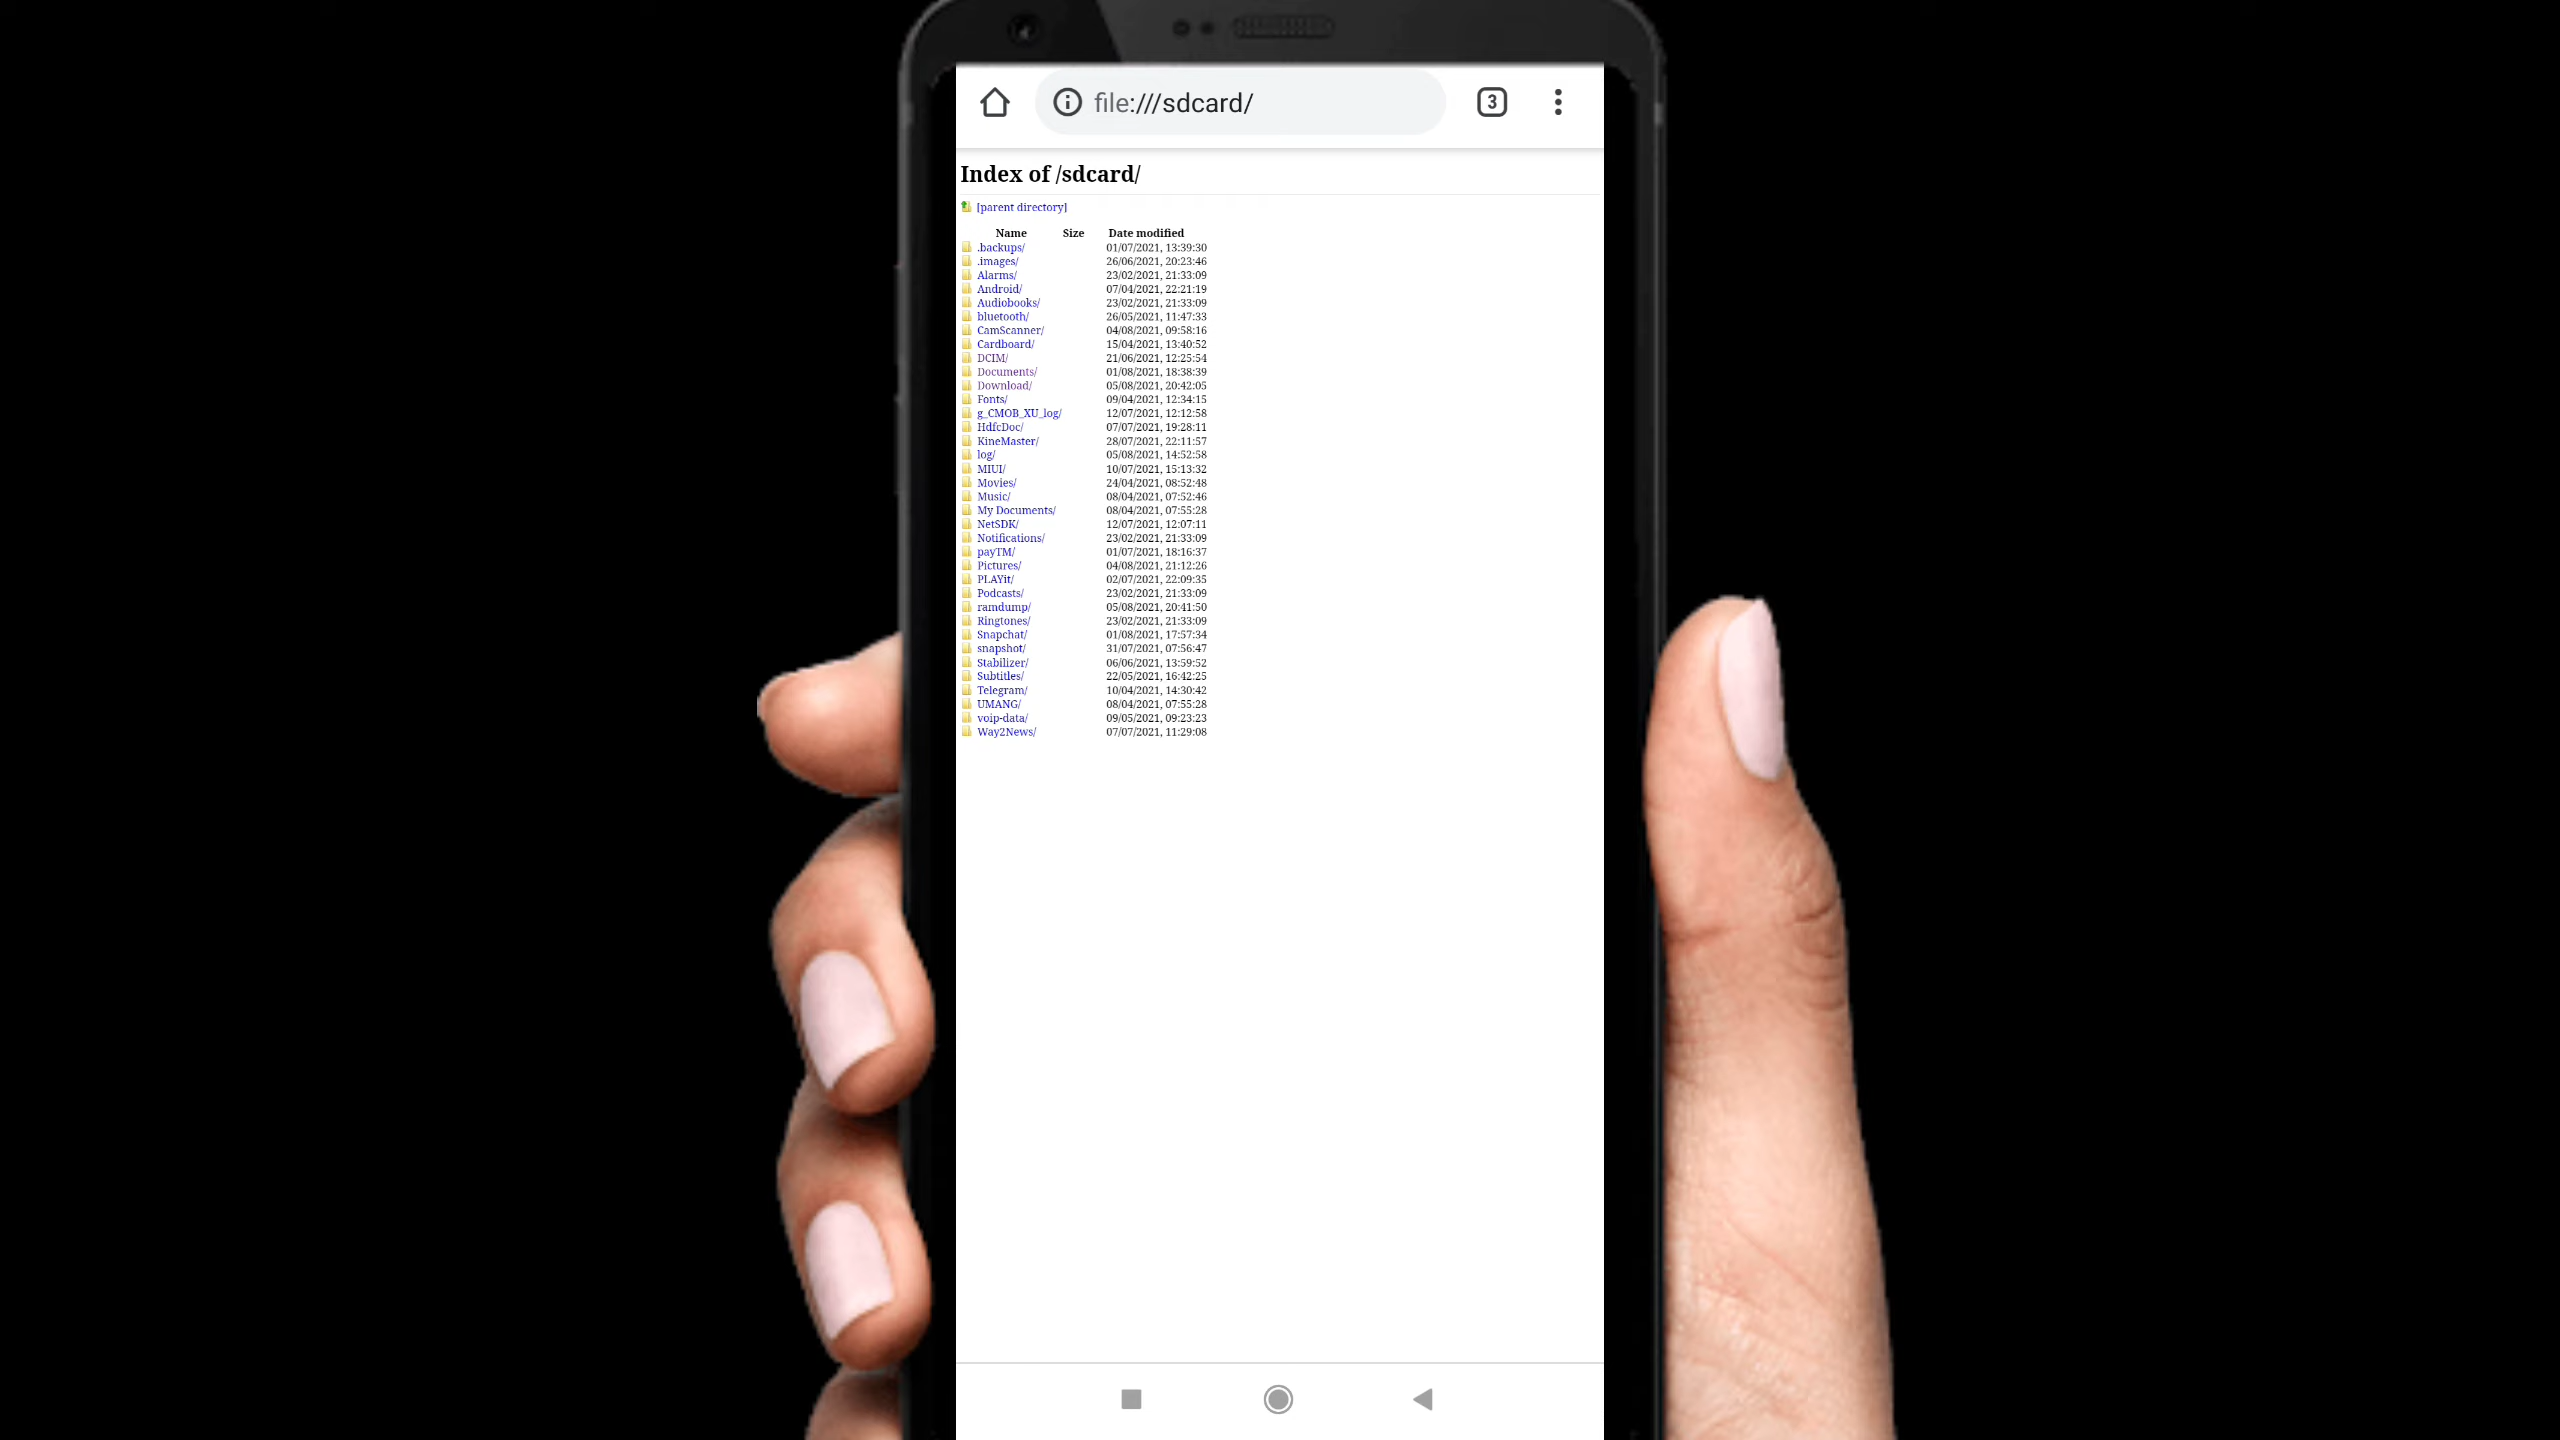 file:///sdcard/
3
Index of /sdcard/
[parent directory]
Name Size Date modified
.backups/ 01/07/2021, 13:39:30
.images/ 26/06/2021, 20:23:46
Alarms/ 23/02/2021, 21:33:09
Android/ 07/04/2021, 22:21:19
Audiobooks/ 23/02/2021, 21:33:09
bluetooth/ 26/05/2021, 11:47:33
CamScanner/ 04/08/2021, 09:58:16
Cardboard/ 15/04/2021, 13:40:52
DCIM/ 21/06/2021, 12:25:54
Documents/ 01/08/2021, 18:38:39
Download/ 05/08/2021, 20:42:05
Fonts/ 09/04/2021, 12:34:15
g_CMOB_XU_log/ 12/07/2021, 12:12:58
HdfcDoc/ 07/07/2021, 19:28:11
KineMaster/ 28/07/2021, 22:11:57
log/ 05/08/2021, 14:52:58
MIUI/ 10/07/2021, 15:13:32
Movies/ 24/04/2021, 08:52:48
Music/ 08/04/2021, 07:52:46
My Documents/ 08/04/2021, 07:55:28
NetSDK/ 12/07/2021, 12:07:11
Notifications/ 23/02/2021, 21:33:09
payTM/ 01/07/2021, 18:16:37
Pictures/ 04/08/2021, 21:12:26
PLAYit/ 02/07/2021, 22:09:35
Podcasts/ 23/02/2021, 21:33:09
ramdump/ 05/08/2021, 20:41:50
Ringtones/ 23/02/2021, 21:33:09
Snapchat/ 01/08/2021, 17:57:34
snapshot/ 31/07/2021, 07:56:47
Stabilizer/ 06/06/2021, 13:59:52
Subtitles/ 22/05/2021, 16:42:25
Telegram/ 10/04/2021, 14:30:42
UMANG/ 08/04/2021, 07:55:28
voip-data/ 09/05/2021, 09:23:23
Way2News/ 07/07/2021, 11:29:08